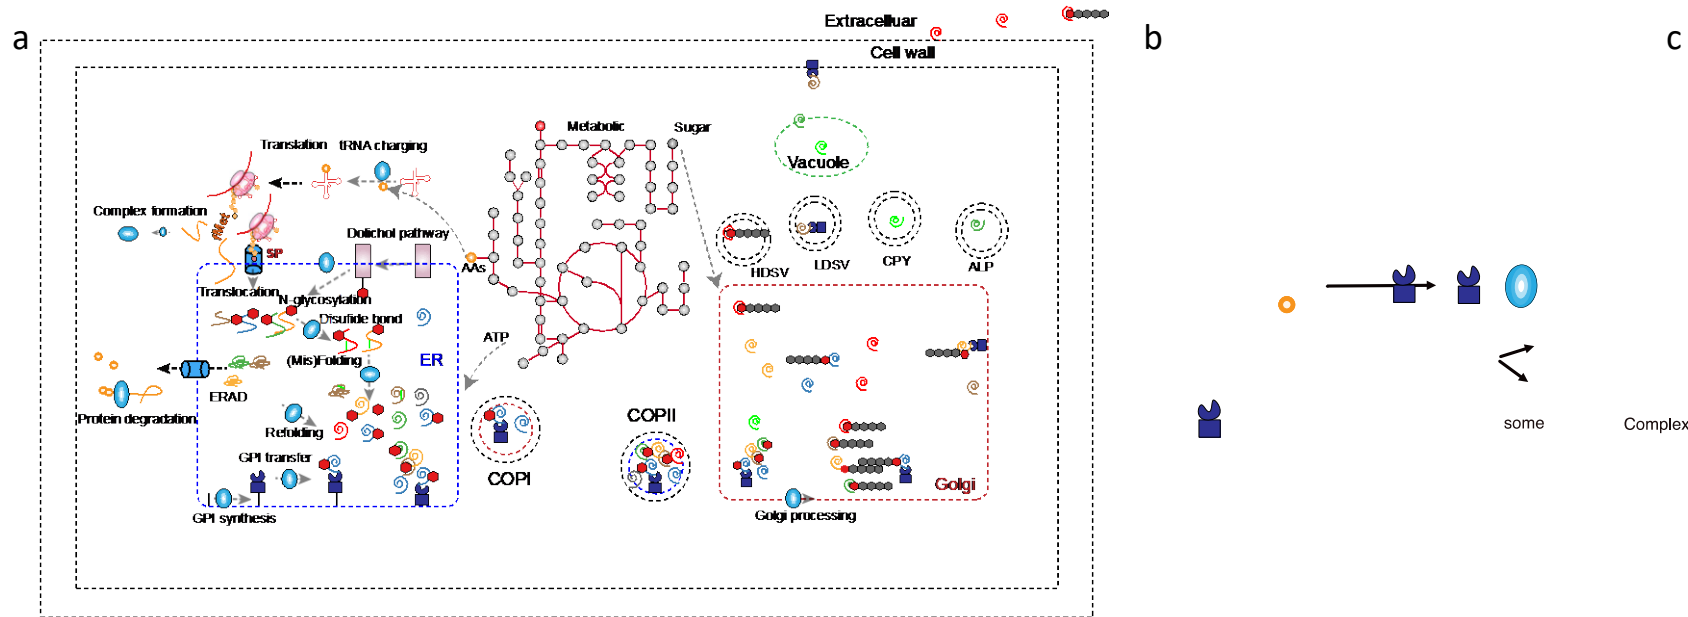 a
b
c
Extracelluar
Cell wall
Metabolic
Sugar
Translation
tRNA charging
Vacuole
Complex formation
SP
Dolichol pathway
AAs
HDSV
LDSV
CPY
ALP
Translocation
N-glycosylation
Disulfide bond
ATP
(Mis)Folding
ER
ERAD
Protein degradation
Refolding
COPII
GPI transfer
COPI
Golgi
GPI synthesis
Golgi processing
some
Complex